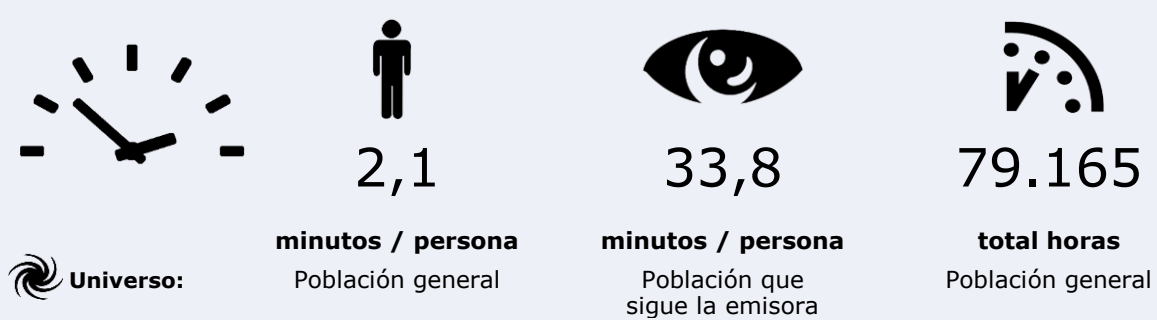 2,1
33,8
79.165
minutos / persona
minutos / persona
total horas
Universo:
Población general
Población que
sigue la emisora
Población general